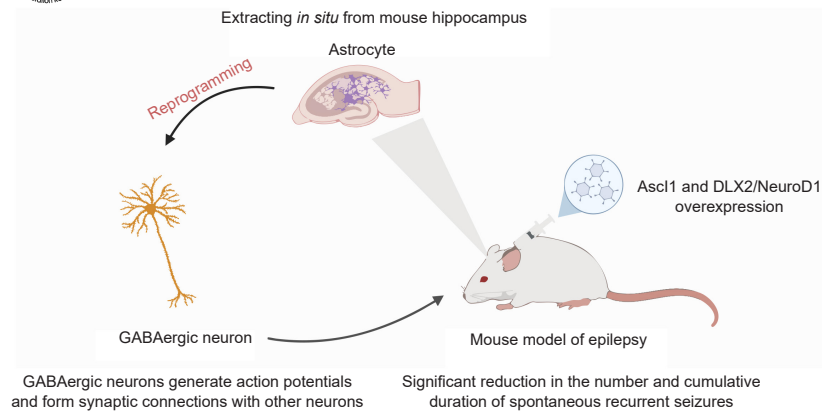 Extracting in situ from mouse hippocampus
Astrocyte
Reprogramming
Ascl1 and DLX2/NeuroD1
overexpression
GABAergic neuron
Mouse model of epilepsy
GABAergic neurons generate action potentials
and form synaptic connections with other neurons
Significant reduction in the number and cumulative
duration of spontaneous recurrent seizures